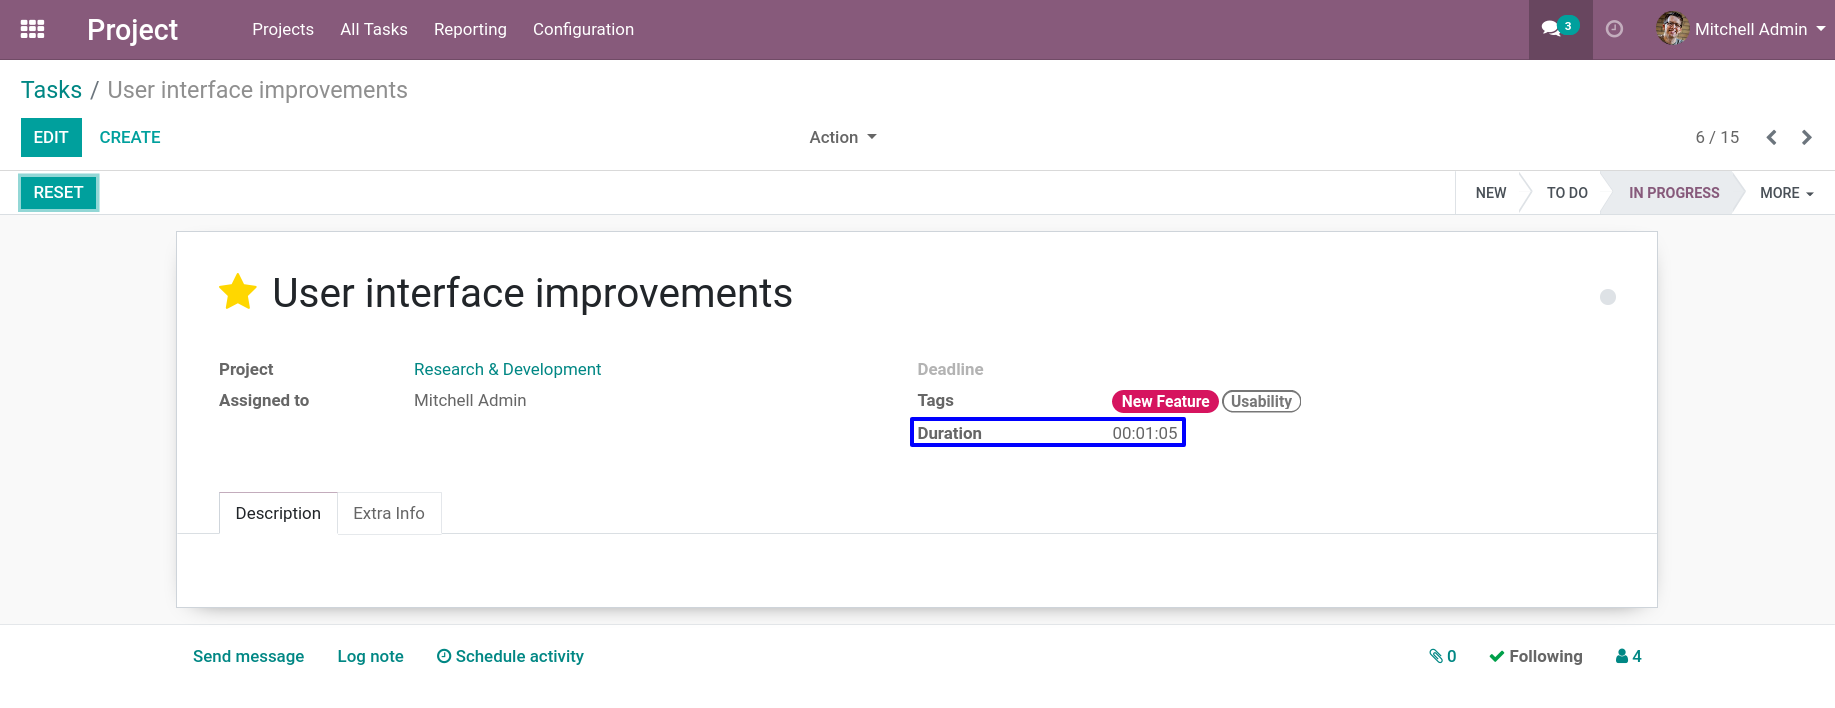 Project Projects All Tasks Reporting Configuration 3 Mitchell Admin
Tasks / User interface improvements
EDIT CREATE Action 6 / 15
RESET NEW TO DO IN PROGRESS MORE
User interface improvements
Project Research & Development Deadline
Assigned to Mitchell Admin Tags New Feature Usability
Duration 00:01:05
Description Extra Info
Send message Log note Schedule activity 0 Following 4